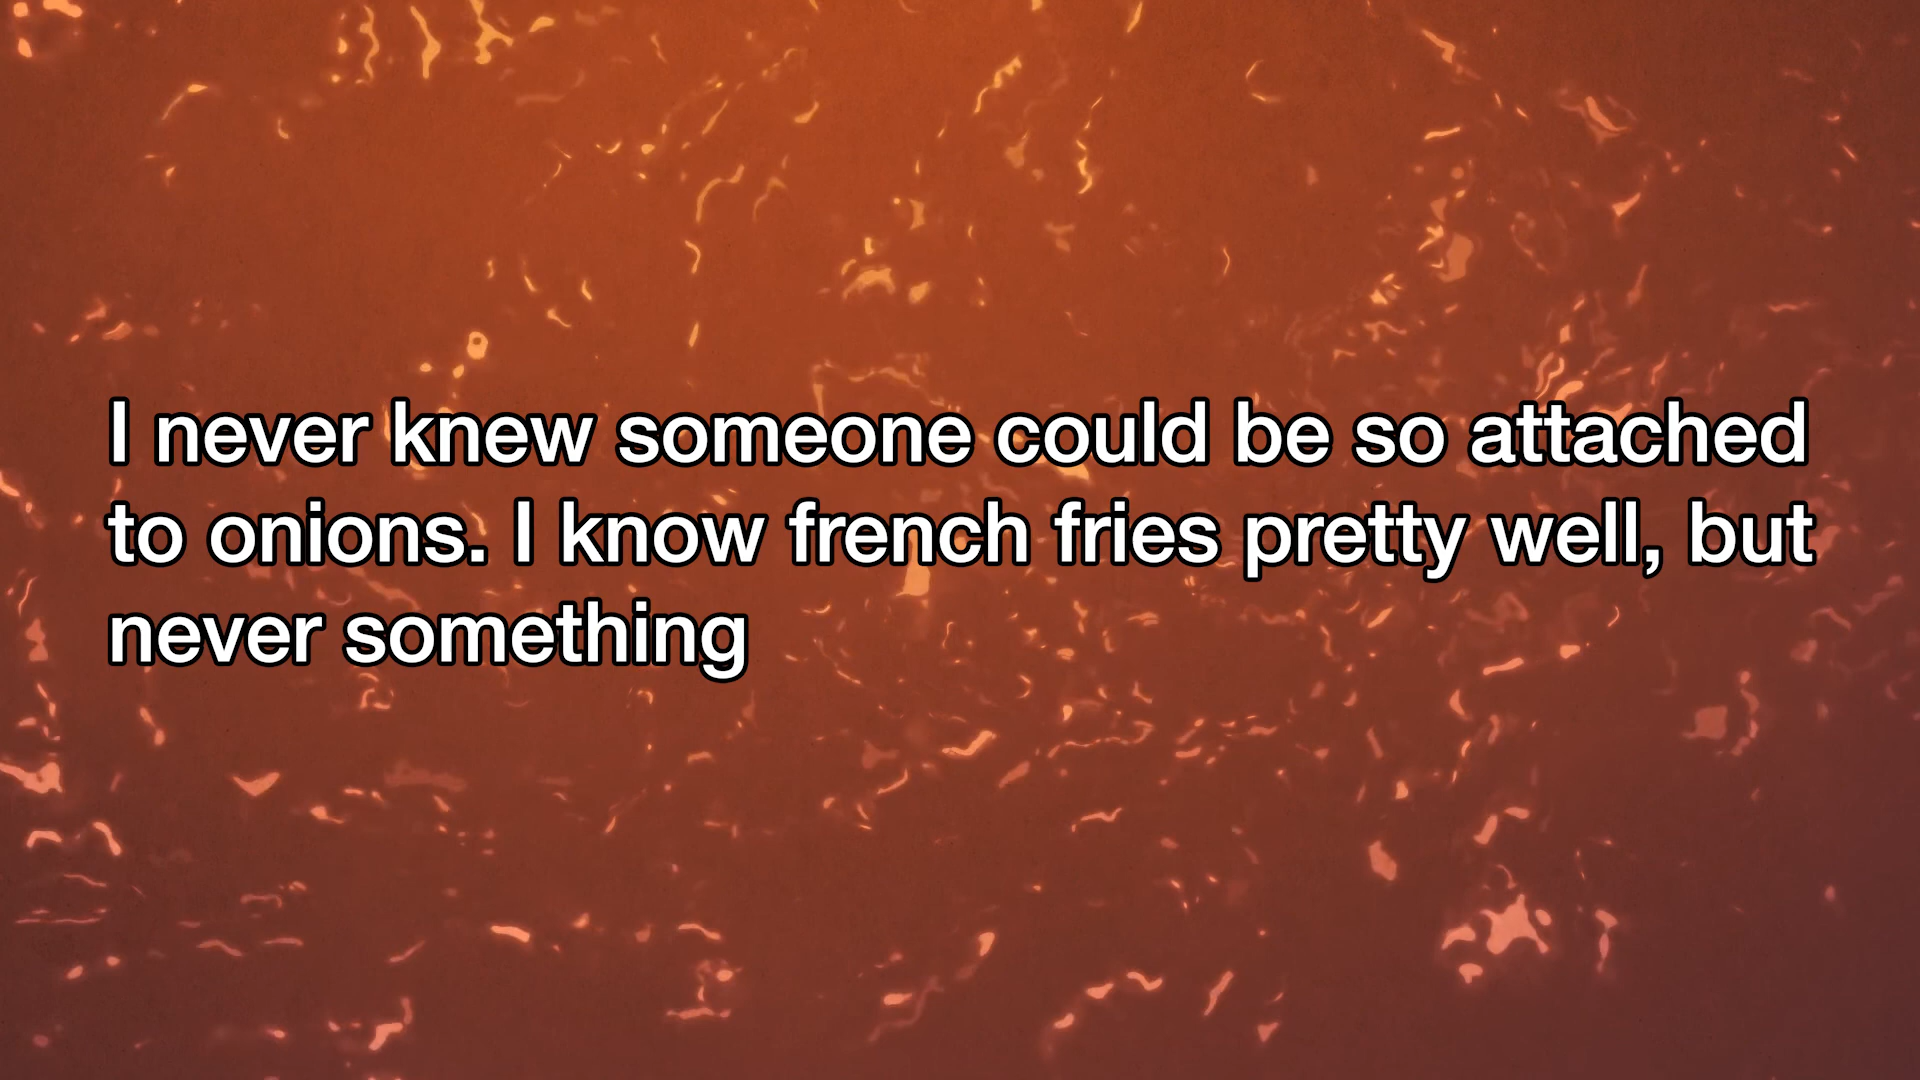 I never knew someone could be so attached
to onions. I know french fries pretty well, but
never something